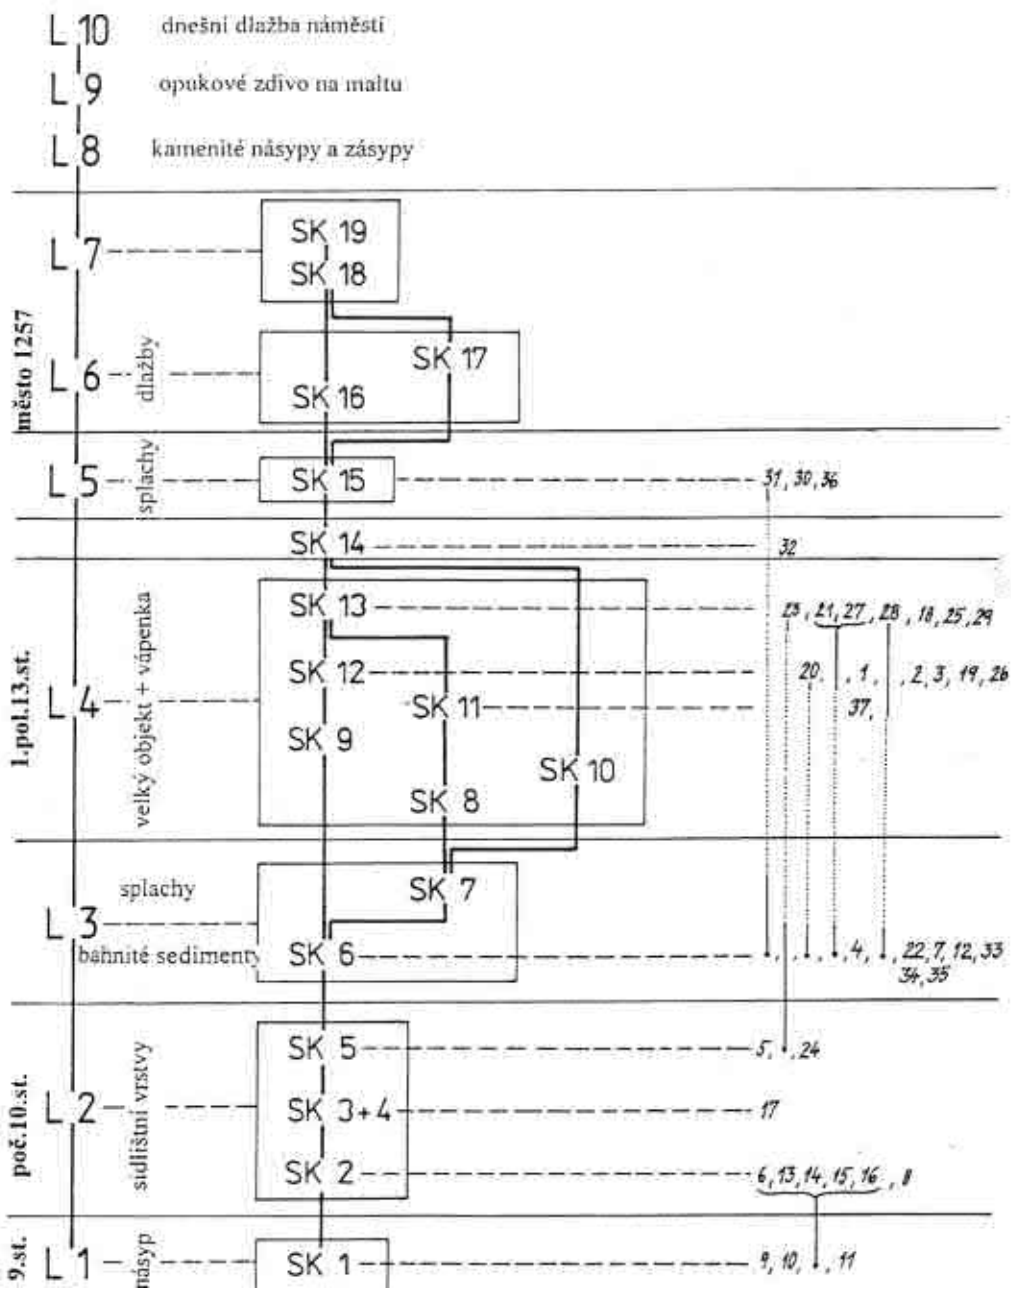 L 10 dnešní dlažba náměstí
L 9 opukové zdivo na maltu
L 8 kamenité násypy a zásypy
město 1257
L 7
SK 19
SK 18
L 6
dlažby
SK 17
SK 16
L 5
splachy
SK 15
31, 30, 36
SK 14
32
1.pol.13.st.
L 4
velký objekt + vápenka
SK 13
23, 21, 27, 28, 18, 25, 29
SK 12
20, , 1, , 2, 3, 19, 26
SK 11
37,
SK 9
SK 10
SK 8
L 3
splachy
SK 7
bahnité sedimenty
SK 6
, , , , 4, , 22, 7, 12, 33
34, 35
poč.10.st.
L 2
sídlištní vrstvy
SK 5
5, , 24
SK 3+4
17
SK 2
6, 13, 14, 15, 16, 8
9.st.
L 1
násyp
SK 1
9, 10, , 11